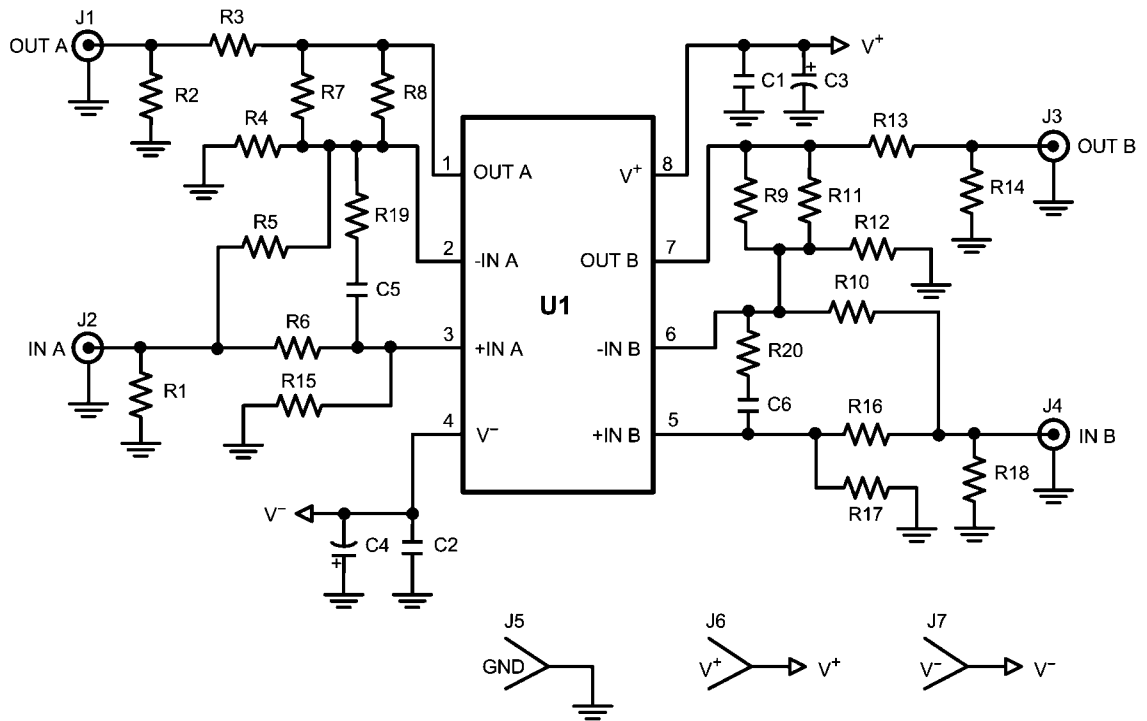 J1
OUT A
R3
R2
R7
R8
R4
R5
R19
C5
J2
IN A
R6
R1
R15
1
OUT A
2
-IN A
3
+IN A
4
V⁻
U1
8
V⁺
7
OUT B
6
-IN B
5
+IN B
C1
+
C3
V⁺
R13
J3
OUT B
R14
R9
R11
R12
R10
R20
C6
R16
J4
IN B
R18
R17
V⁻
C4
+
C2
J5
GND
J6
V⁺
V⁺
J7
V⁻
V⁻